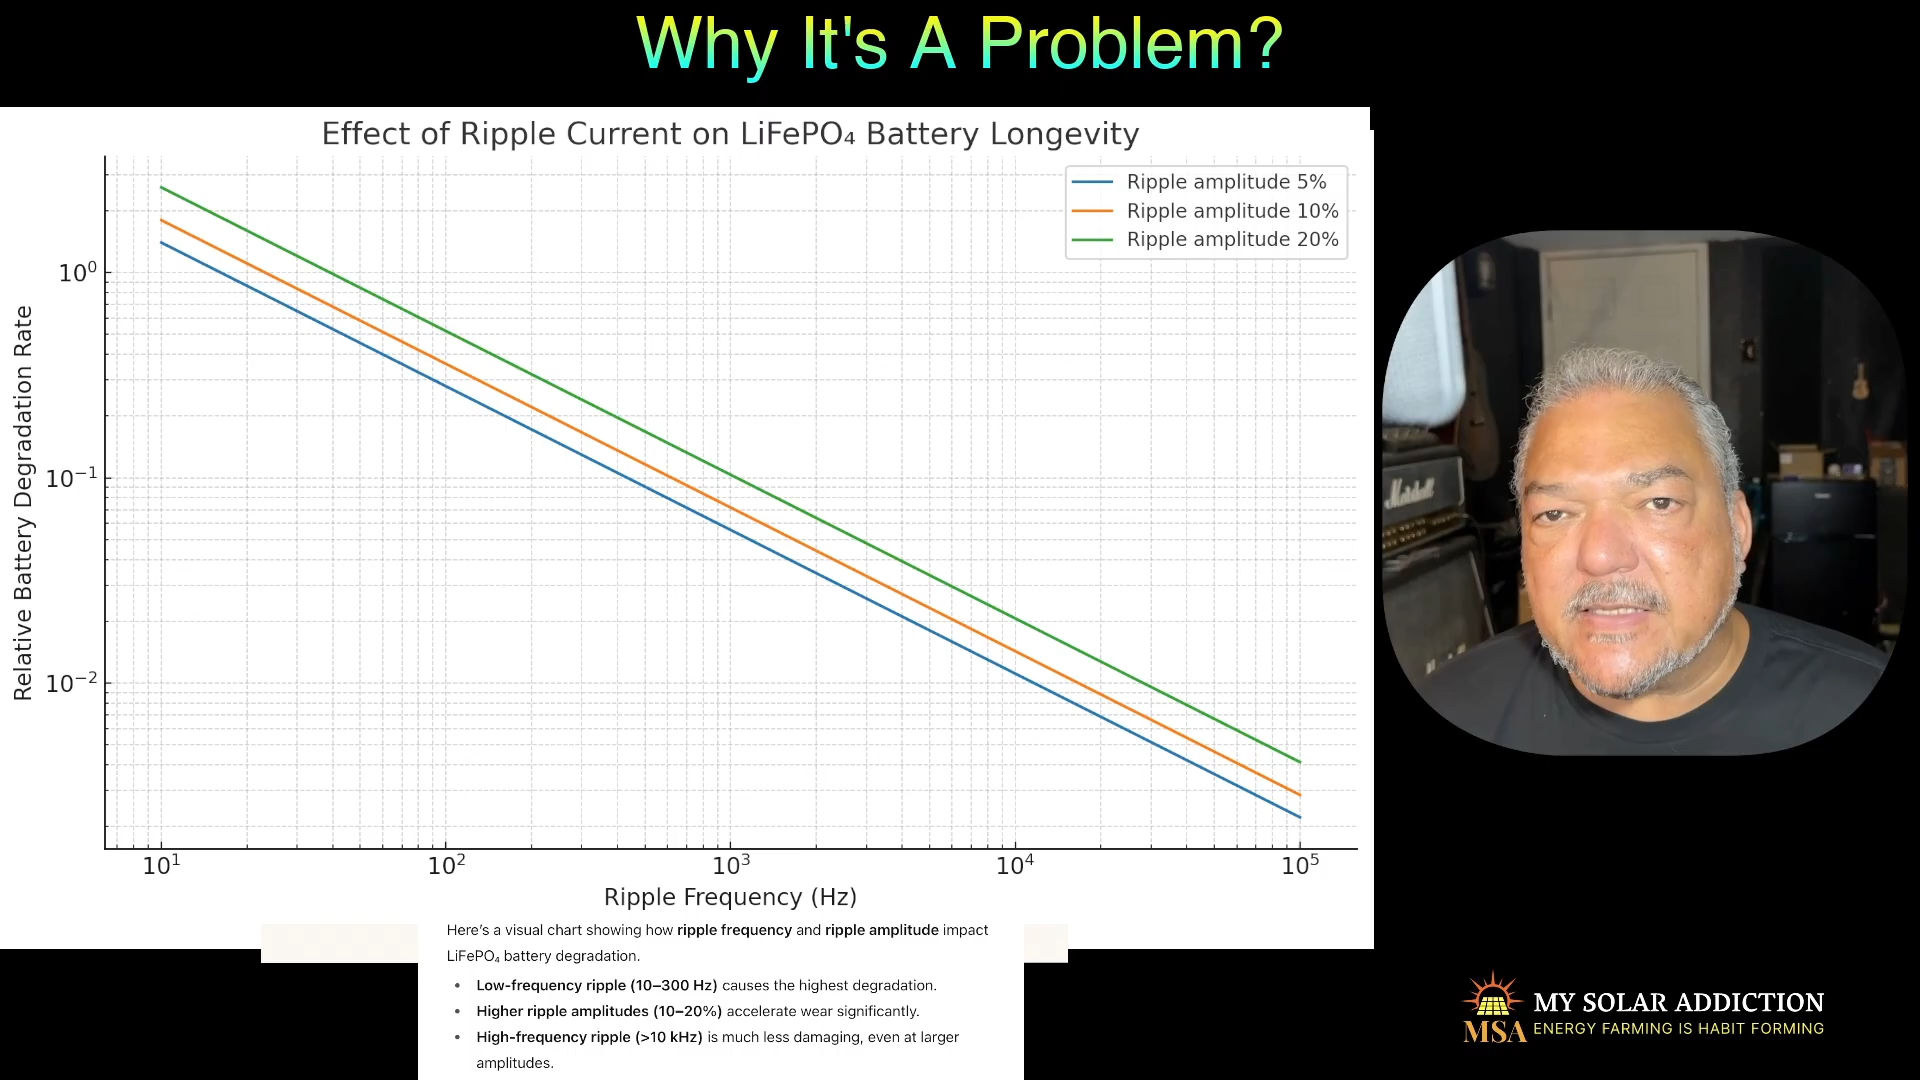 Why It's A Problem?
Effect of Ripple Current on LiFePO₄ Battery Longevity
Ripple amplitude 5%
Ripple amplitude 10%
Ripple amplitude 20%
Relative Battery Degradation Rate
10⁰
10⁻¹
10⁻²
10¹ 10² 10³ 10⁴ 10⁵
Ripple Frequency (Hz)
Here's a visual chart showing how ripple frequency and ripple amplitude impact
LiFePO₄ battery degradation.
• Low-frequency ripple (10–300 Hz) causes the highest degradation.
• Higher ripple amplitudes (10–20%) accelerate wear significantly.
• High-frequency ripple (>10 kHz) is much less damaging, even at larger
amplitudes.
Marshall
MSA
MY SOLAR ADDICTION
ENERGY FARMING IS HABIT FORMING